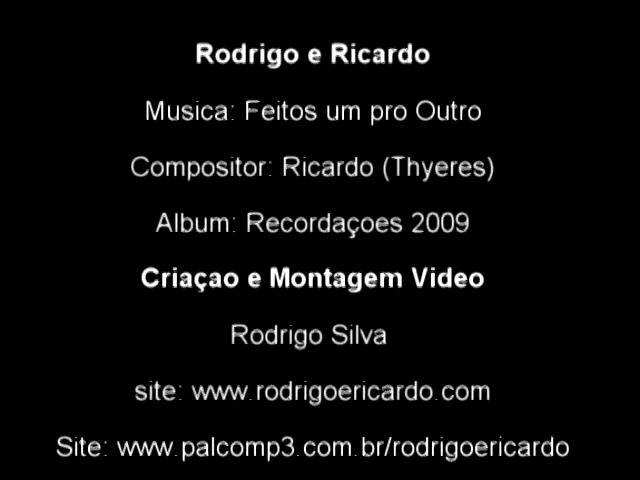 Rodrigo e Ricardo
Musica: Feitos um pro Outro
Compositor: Ricardo (Thyeres)
Album: Recordaçoes 2009
Criaçao e Montagem Video
Rodrigo Silva
site: www.rodrigoericardo.com
Site: www.palcomp3.com.br/rodrigoericardo